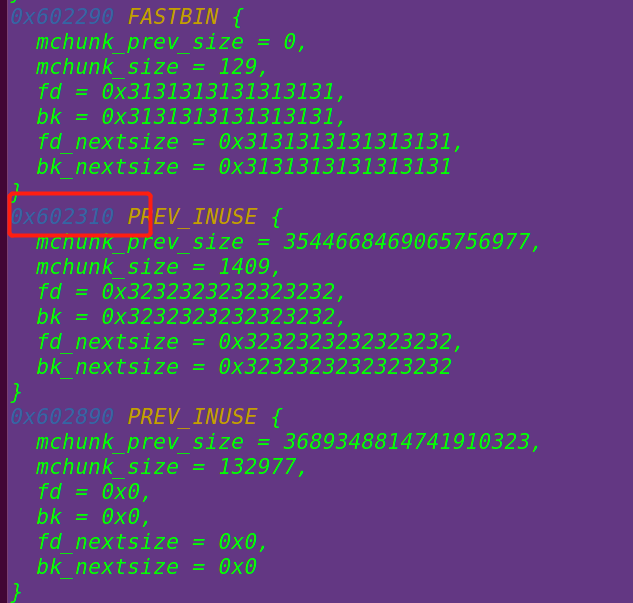 0x602290 FASTBIN {
mchunk_prev_size = 0,
mchunk_size = 129,
fd = 0x3131313131313131,
bk = 0x3131313131313131,
fd_nextsize = 0x3131313131313131,
bk_nextsize = 0x3131313131313131
}
0x602310 PREV_INUSE {
mchunk_prev_size = 3544668469065756977,
mchunk_size = 1409,
fd = 0x3232323232323232,
bk = 0x3232323232323232,
fd_nextsize = 0x3232323232323232,
bk_nextsize = 0x3232323232323232
}
0x602890 PREV_INUSE {
mchunk_prev_size = 3689348814741910323,
mchunk_size = 132977,
fd = 0x0,
bk = 0x0,
fd_nextsize = 0x0,
bk_nextsize = 0x0
}